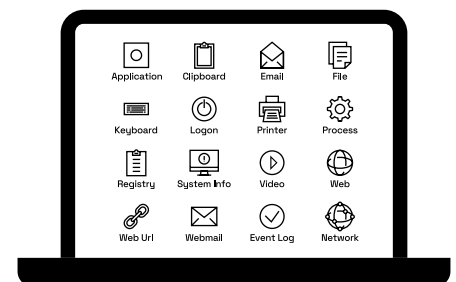 Application Clipboard Email File
Keyboard Logon Printer Process
Registry System Info Video Web
Web Url Webmail Event Log Network